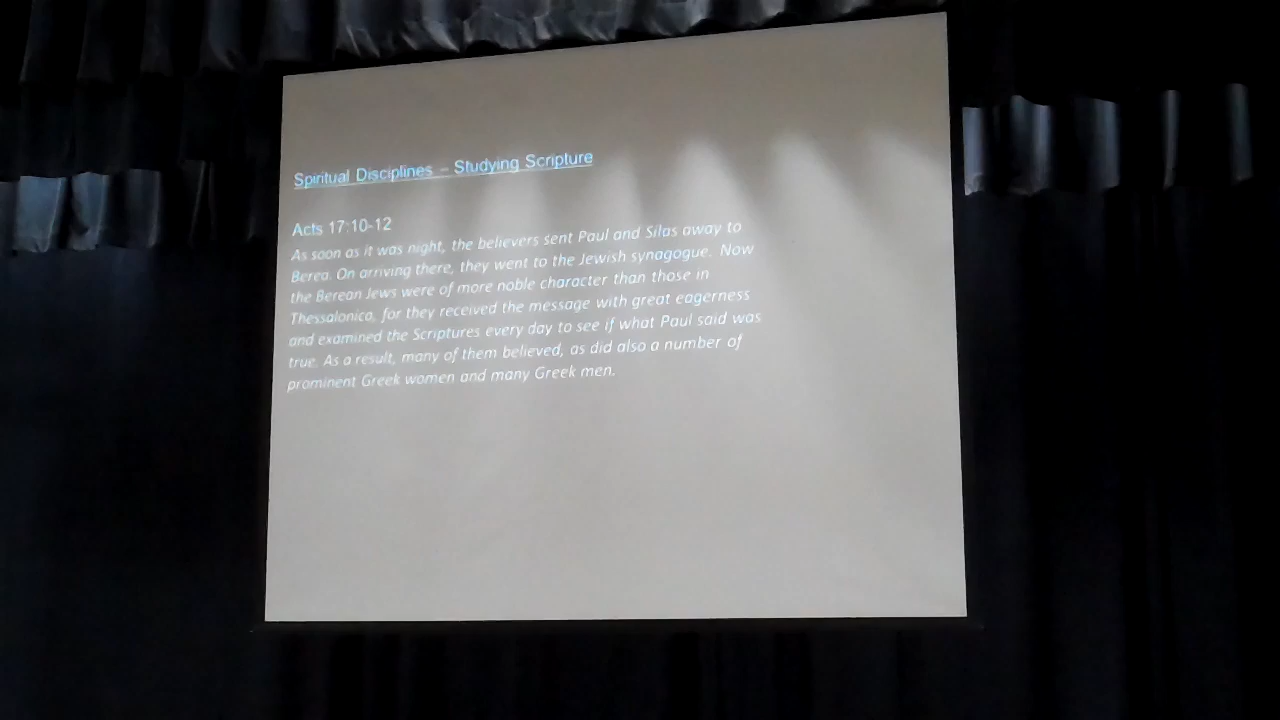 Spiritual Disciplines – Studying Scripture
Acts 17:10-12
As soon as it was night, the believers sent Paul and Silas away to
Berea. On arriving there, they went to the Jewish synagogue. Now
the Berean Jews were of more noble character than those in
Thessalonica, for they received the message with great eagerness
and examined the Scriptures every day to see if what Paul said was
true. As a result, many of them believed, as did also a number of
prominent Greek women and many Greek men.